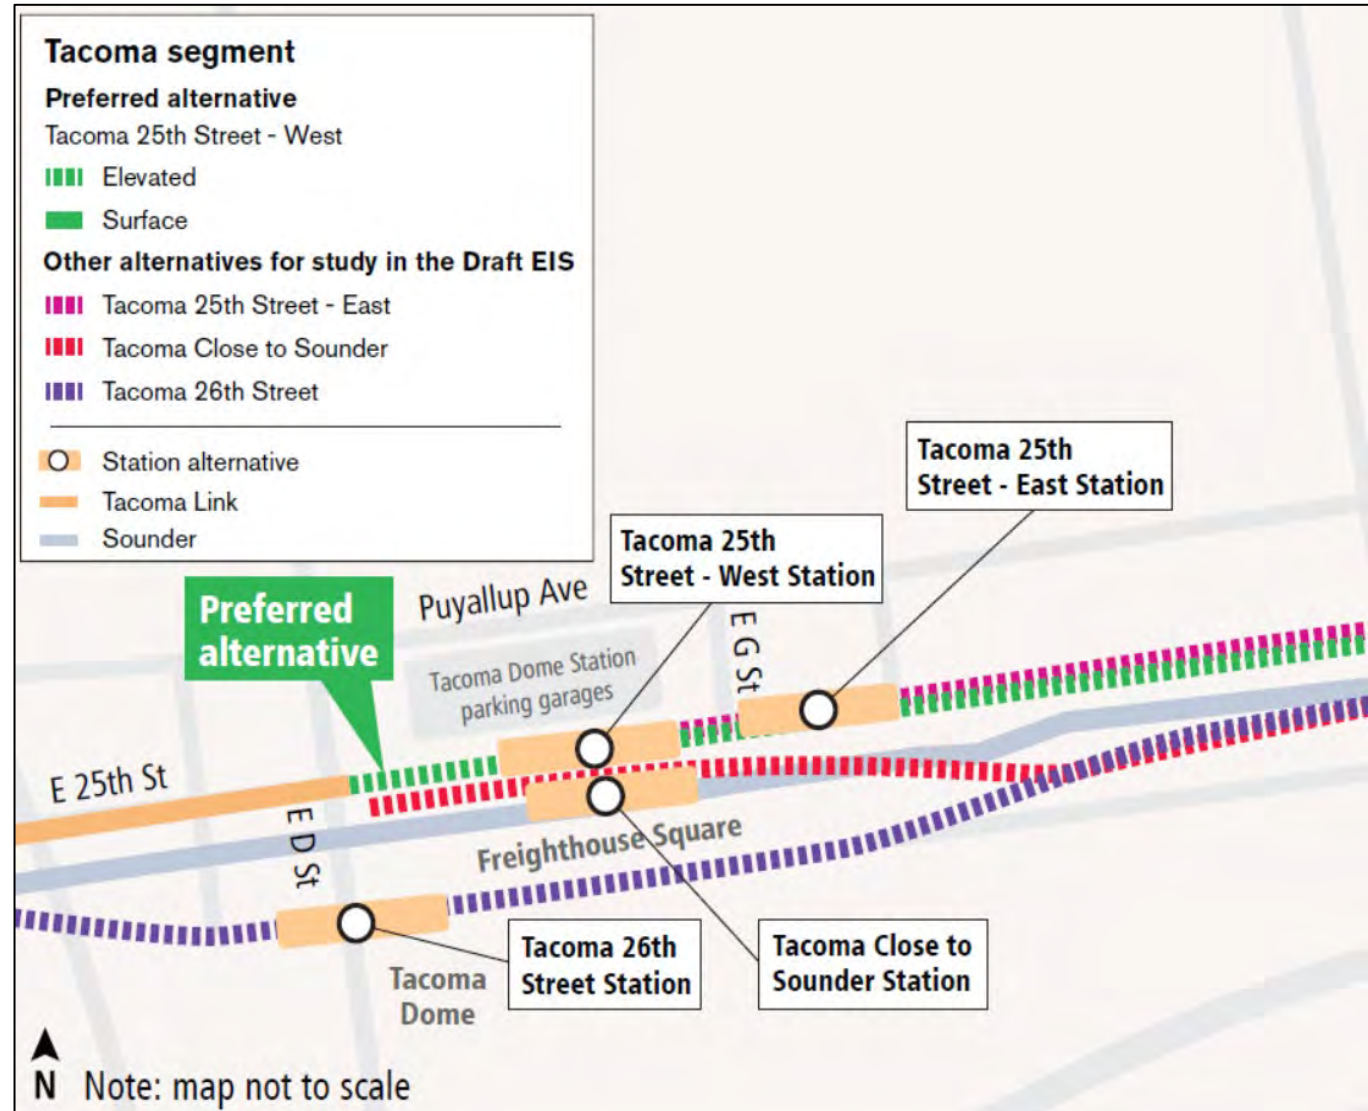 Tacoma segment
Preferred alternative
Tacoma 25th Street - West
Elevated
Surface
Other alternatives for study in the Draft EIS
Tacoma 25th Street - East
Tacoma Close to Sounder
Tacoma 26th Street
Station alternative
Tacoma Link
Sounder
Tacoma 25th
Street - East Station
Tacoma 25th
Street - West Station
Preferred
alternative
Puyallup Ave
E G St
Tacoma Dome Station
parking garages
E 25th St
E D St
Freighthouse Square
Tacoma 26th
Street Station
Tacoma Close to
Sounder Station
Tacoma
Dome
N Note: map not to scale